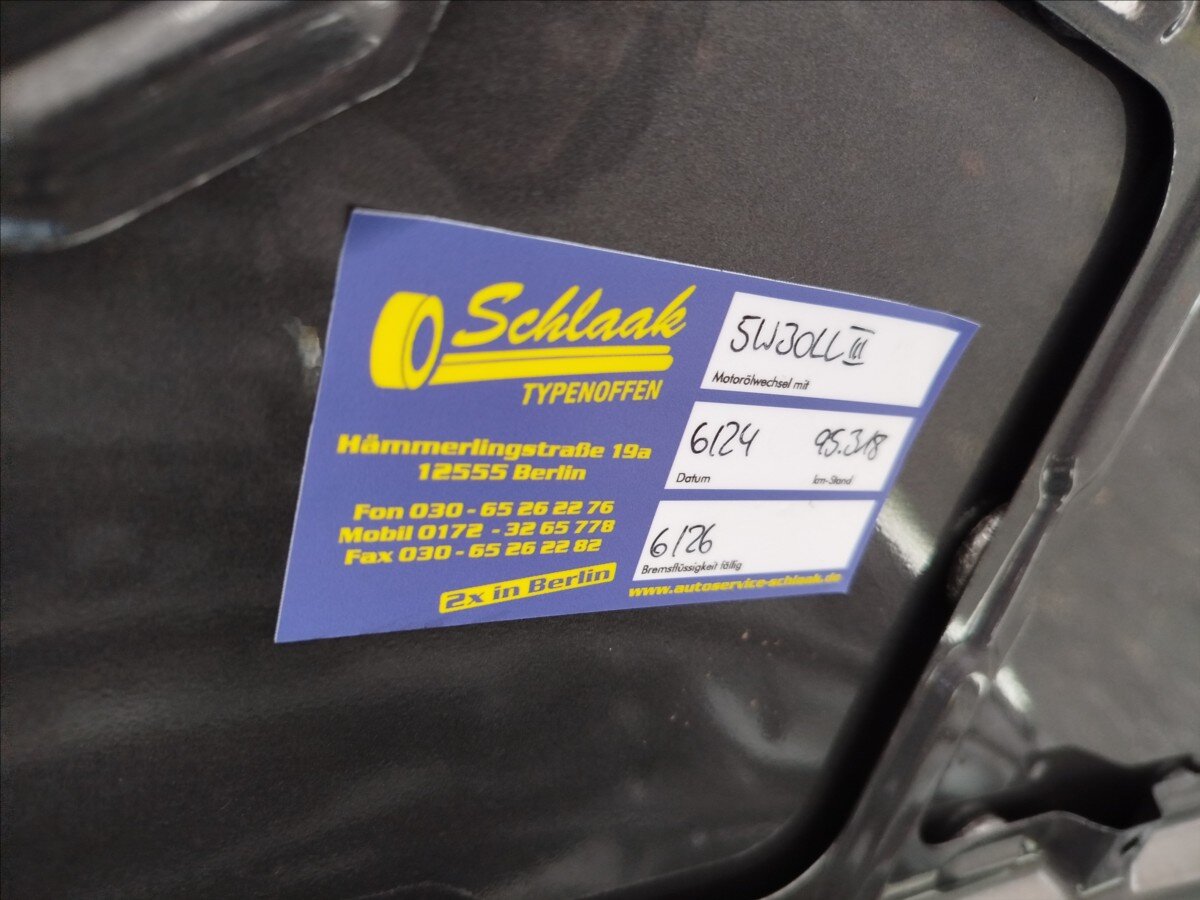 Schlaak
TYPENOFFEN
Hämmerlingstraße 19a
12555 Berlin
Fon 030 - 65 26 22 76
Mobil 0172 - 32 65 778
Fax 030 - 65 26 22 82
2x in Berlin
5W30LL III
Motorölwechsel mit
6/24 95.318
Datum km-Stand
6/26
Bremsflüssigkeit fällig
www.autoservice-schlaak.de